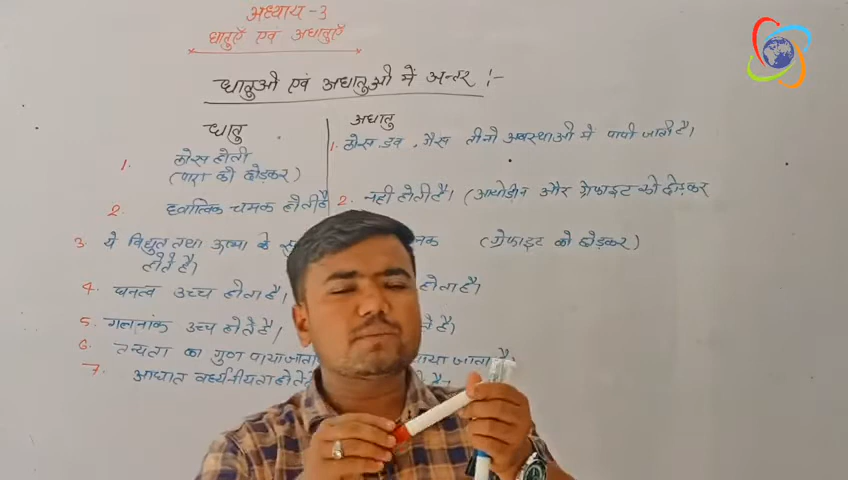 अध्याय-3
धातुएँ एवं अधातुएँ
धातुओं एवं अधातुओं में अन्तर :-
धातु
अधातु
1. ठोस होती
(पारा को छोड़कर)
1. ठोस द्रव, गैस तीनो अवस्थाओ में पायी जाती है।
2. धात्विक चमक होती है
2. नही होती है। (आयोडीन और ग्रेफाइट को छोड़कर
3 ये विद्युत तथा ऊष्मा के
होते है।
(ग्रेफाइट को छोड़कर)
4. घनत्व उच्च होता है।
होता है।
5. गलनांक उच्च होते है।
6. तन्यता का गुण पाया जाता
पाया जाता है।
7. आघात वर्ध्यनीयता होते